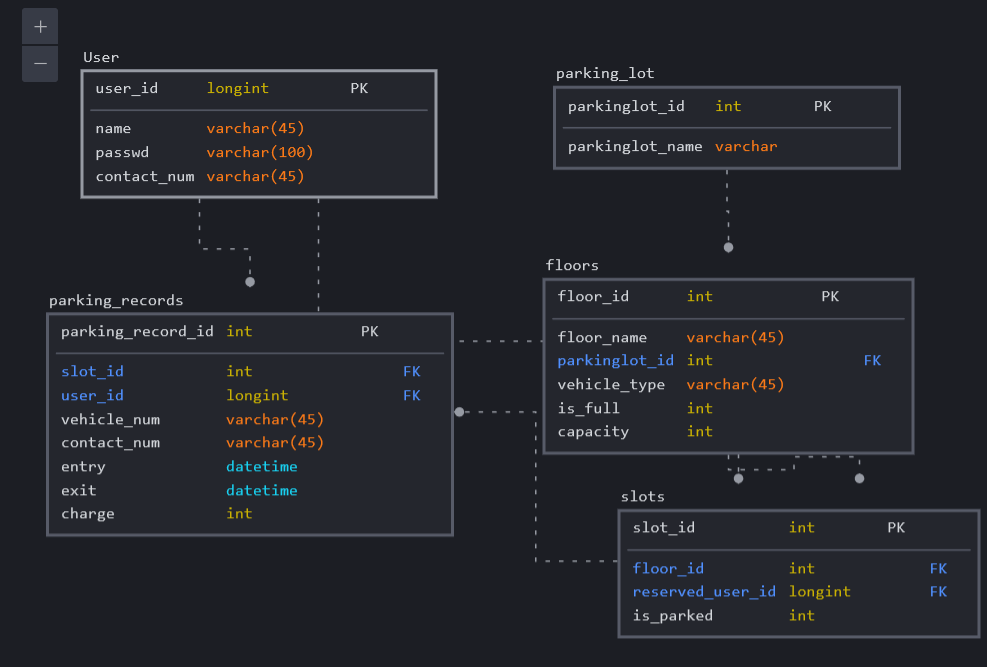 User
user_id longint PK
name varchar(45)
passwd varchar(100)
contact_num varchar(45)
parking_lot
parkinglot_id int PK
parkinglot_name varchar
parking_records
parking_record_id int PK
slot_id int FK
user_id longint FK
vehicle_num varchar(45)
contact_num varchar(45)
entry datetime
exit datetime
charge int
floors
floor_id int PK
floor_name varchar(45)
parkinglot_id int FK
vehicle_type varchar(45)
is_full int
capacity int
slots
slot_id int PK
floor_id int FK
reserved_user_id longint FK
is_parked int